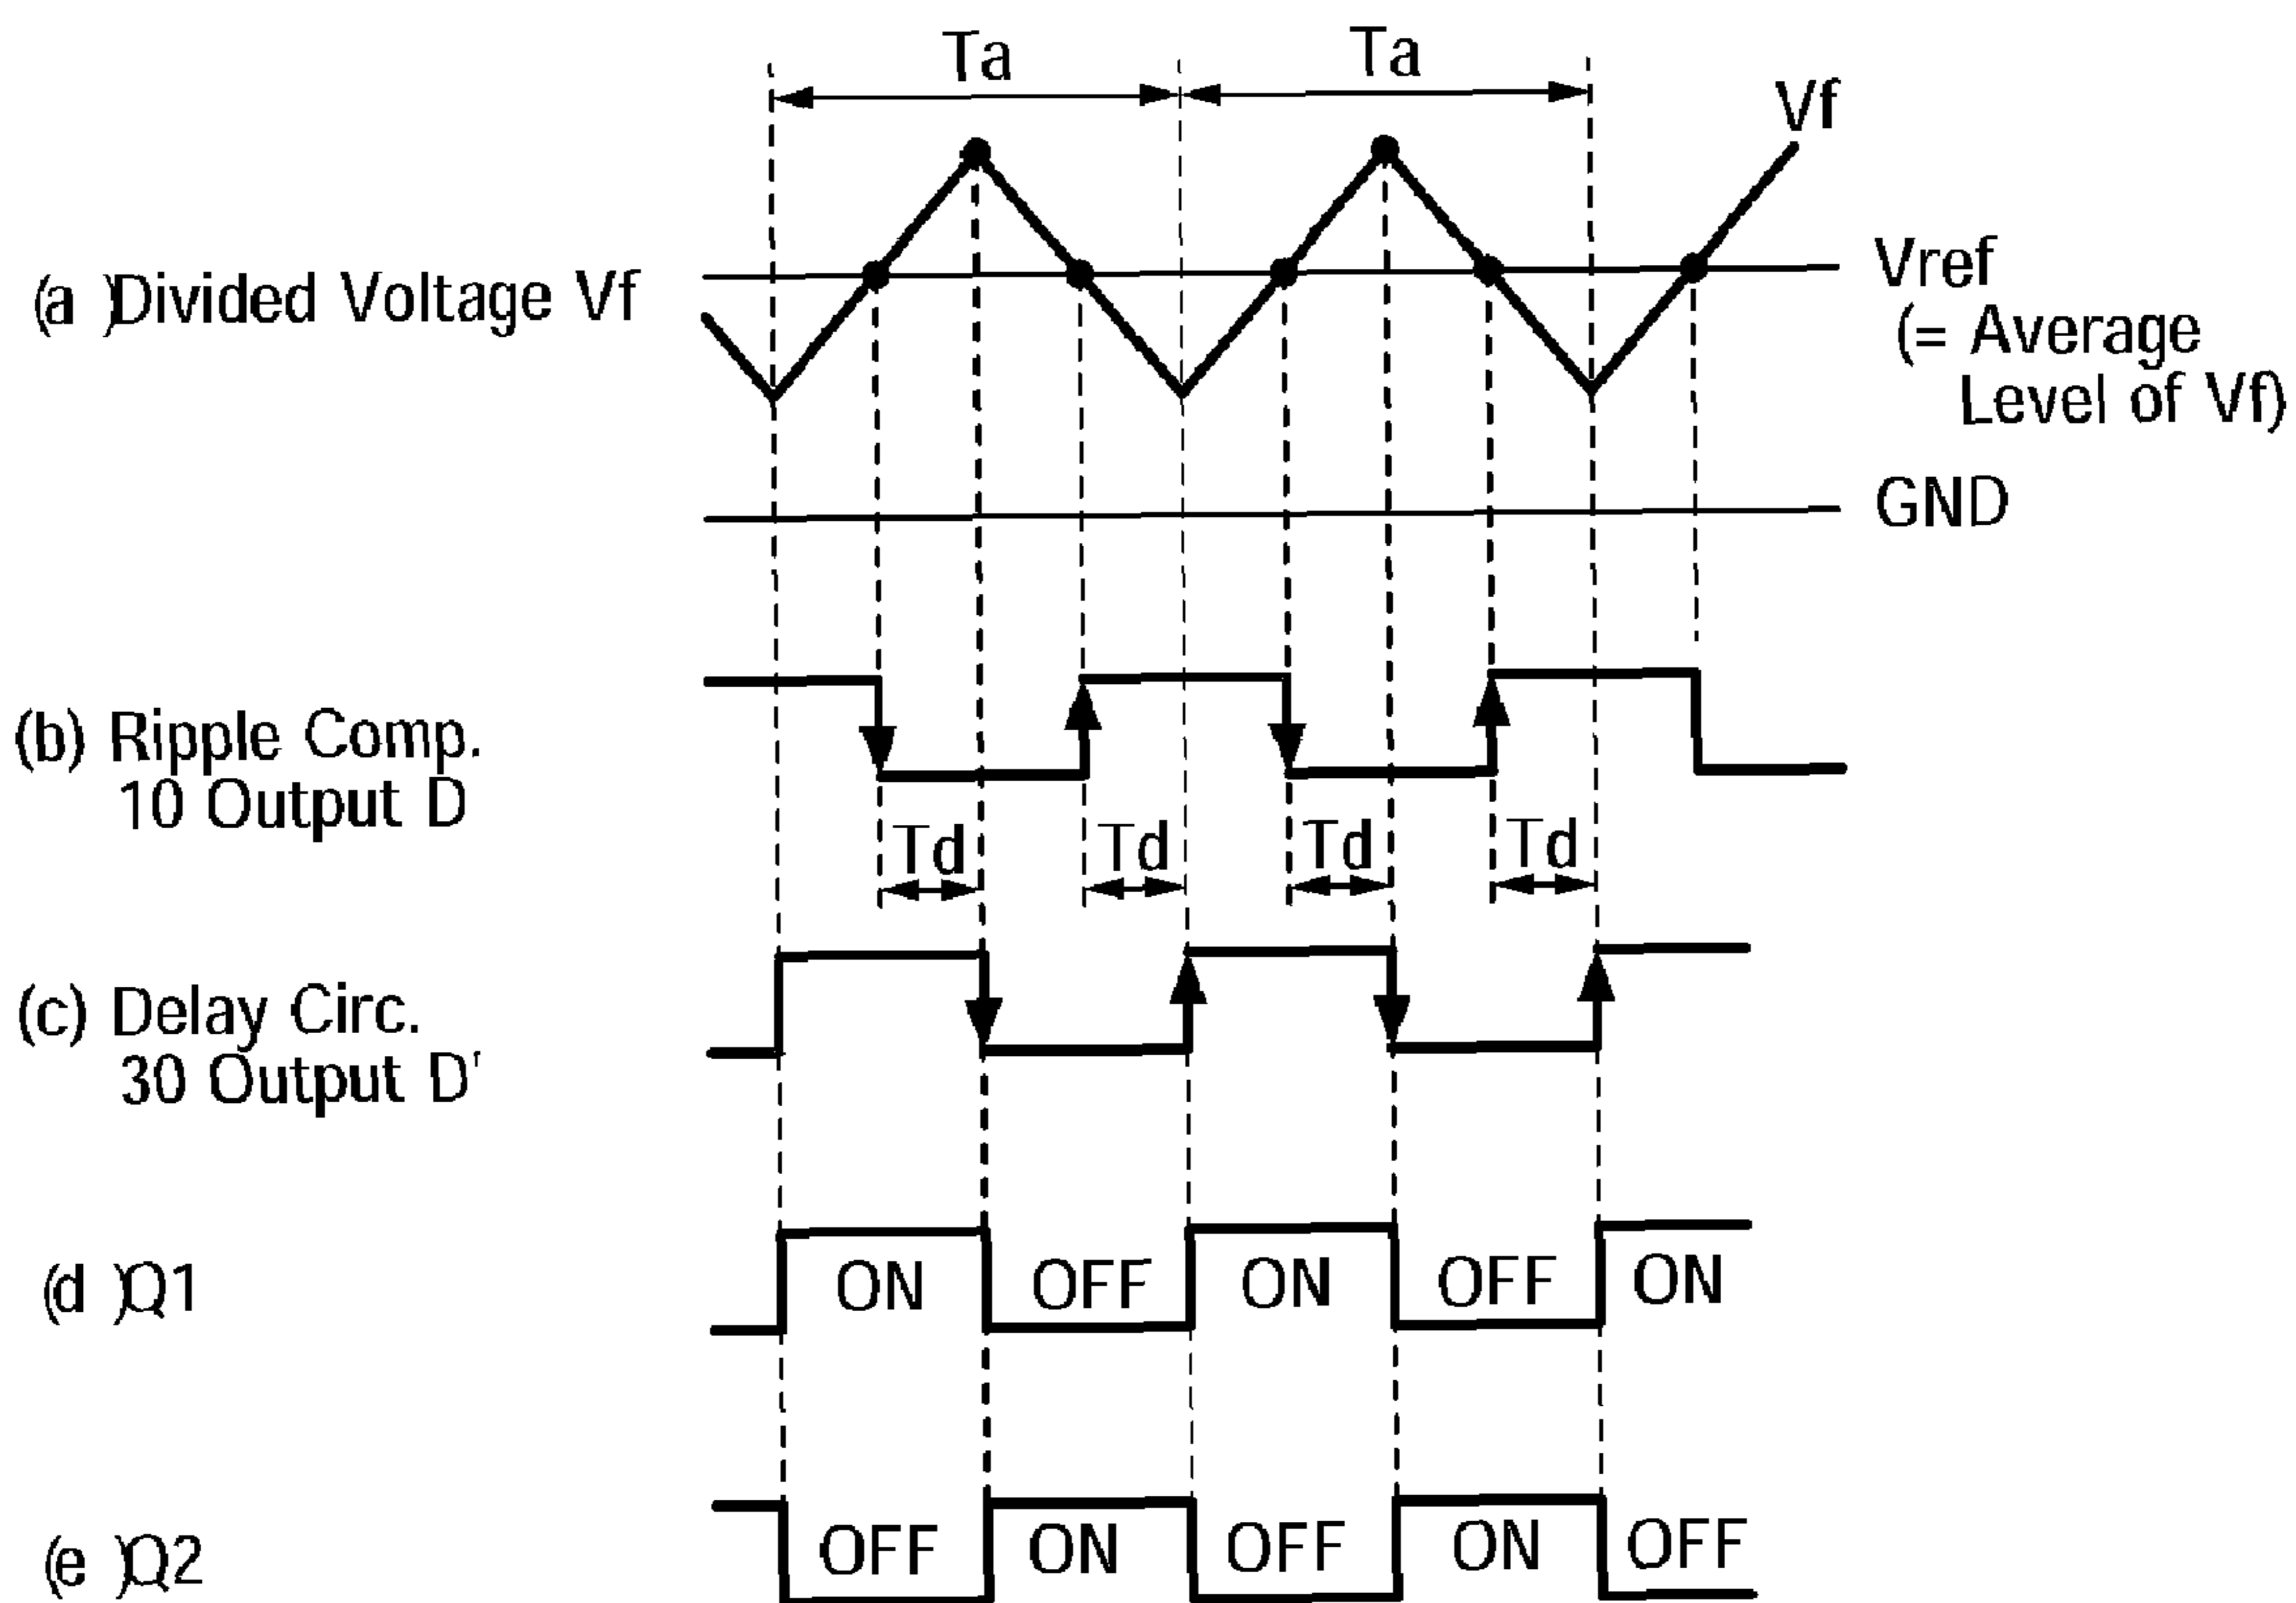 Ta Ta
Vf
(a )Divided Voltage Vf
Vref
(= Average
Level of Vf)
GND
(b) Ripple Comp.
10 Output D
Td Td Td Td
(c) Delay Circ.
30 Output D'
(d )Q1
ON OFF ON OFF ON
(e )Q2
OFF ON OFF ON OFF